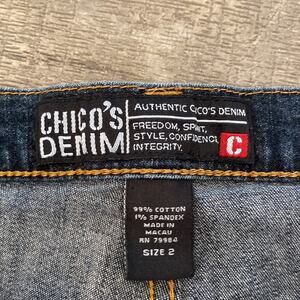 CHICO'S
DENIM
AUTHENTIC CHICO'S DENIM
FREEDOM, SPIRIT,
STYLE, CONFIDENCE
INTEGRITY.
C
99% COTTON
1% SPANDEX
MADE IN
MACAU
RN 79984
SIZE 2